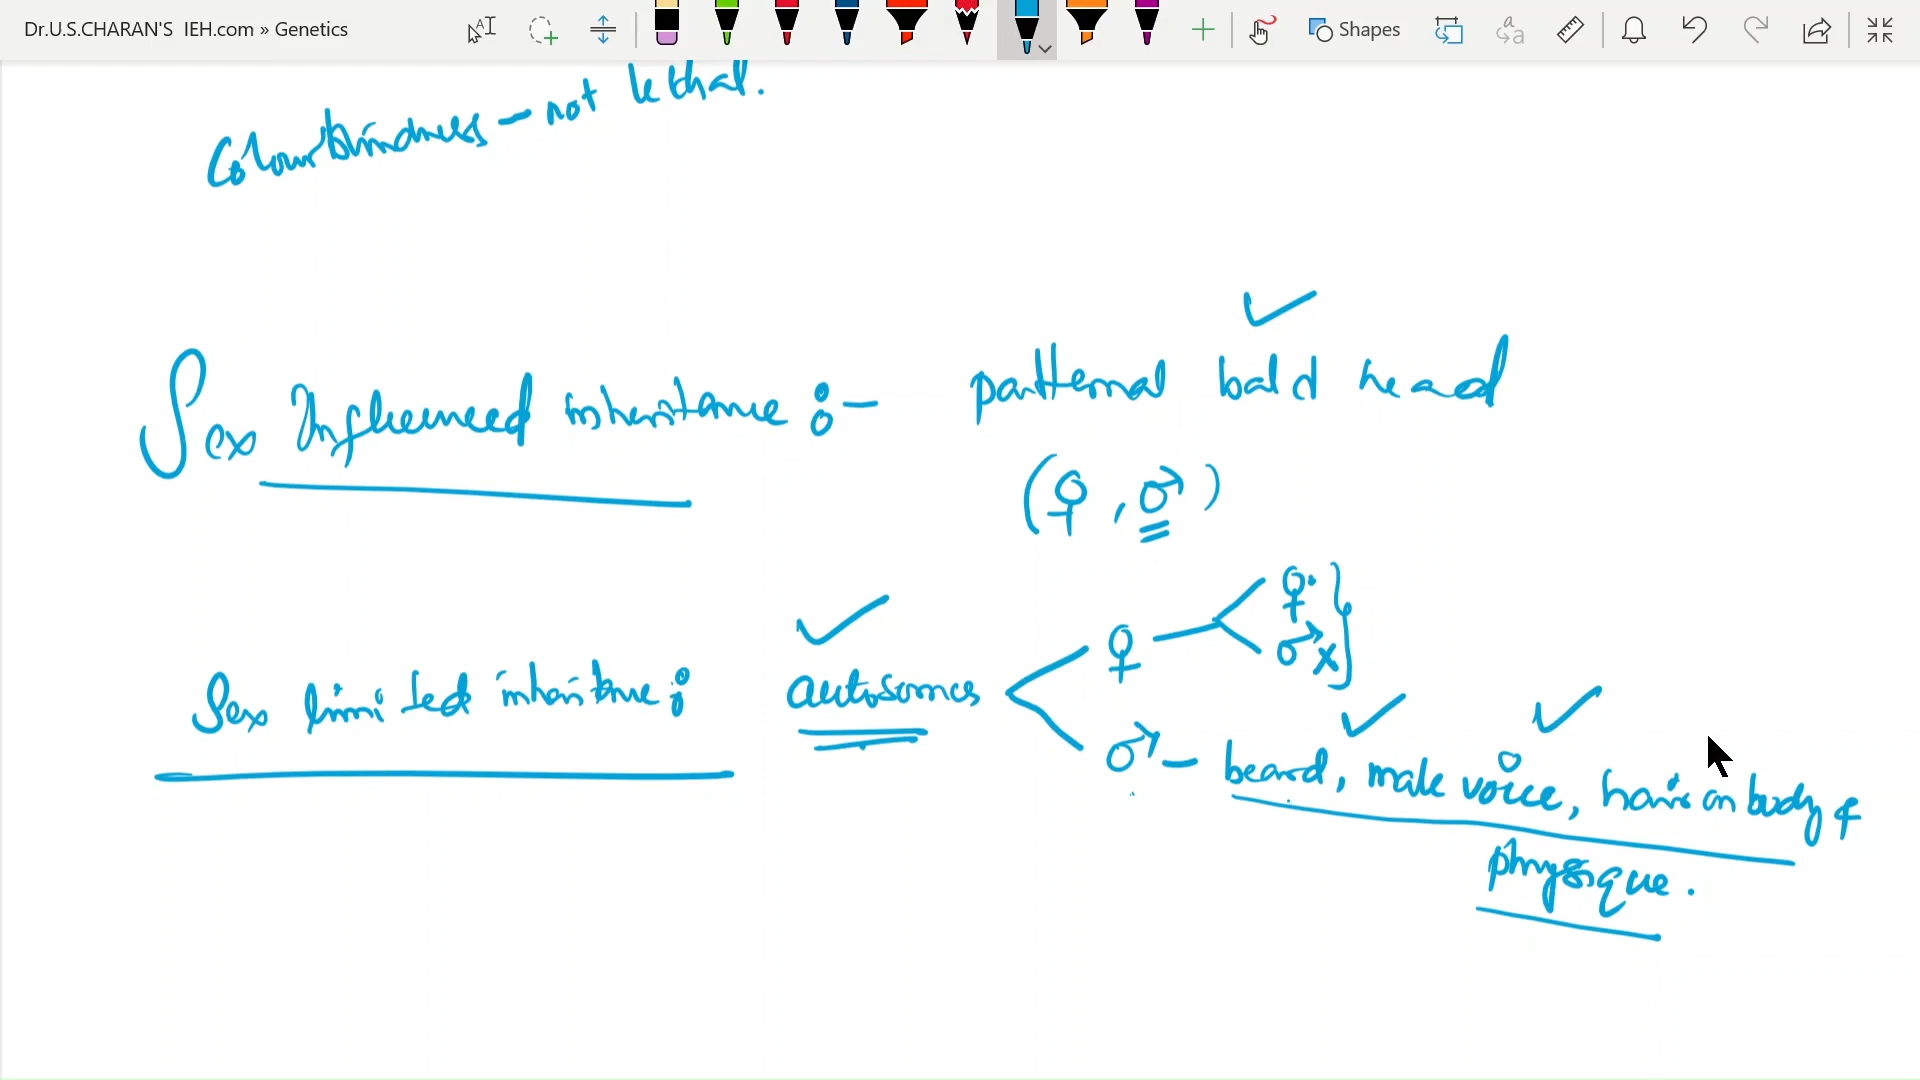 Dr.U.S.CHARAN'S IEH.com » Genetics
Shapes
Colourblindness - not lethal.
Sex Influenced inheritance :- patternal bald head
(♀, ♂)
♀
♂ x
Sex limited inheritance : autosomes ♀
♂ - beard, male voice, hairs on body &
physique.